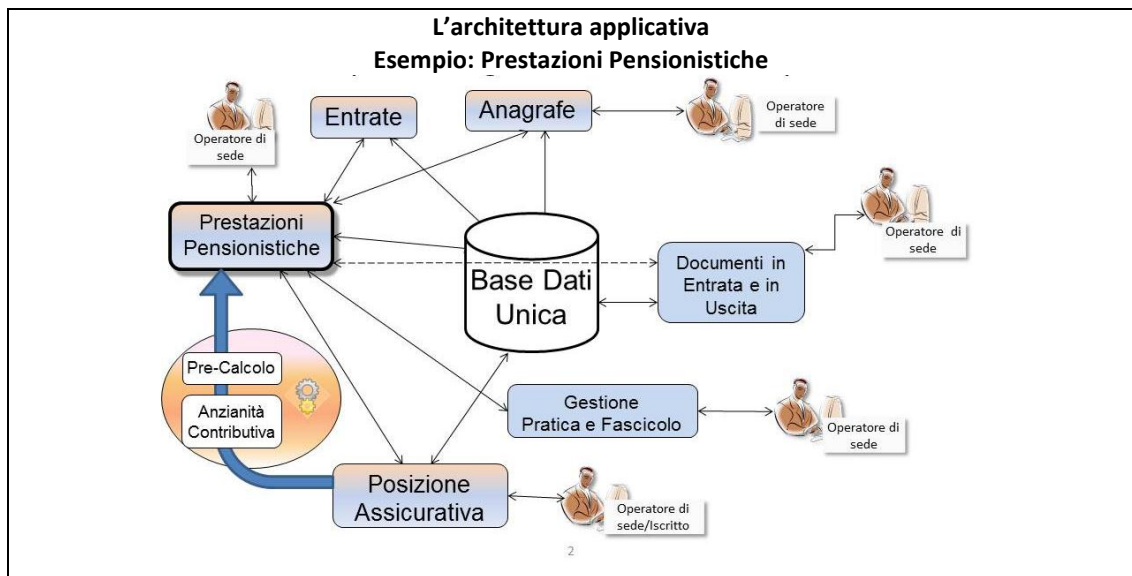 L’architettura applicativa
Esempio: Prestazioni Pensionistiche
Operatore di
sede
Entrate
Anagrafe
Operatore
di sede
Prestazioni
Pensionistiche
Operatore di
sede
Base Dati
Unica
Documenti in
Entrata e in
Uscita
Pre-Calcolo
Anzianità
Contributiva
Gestione
Pratica e Fascicolo
Operatore di
sede
Posizione
Assicurativa
Operatore di
sede/Iscritto
2